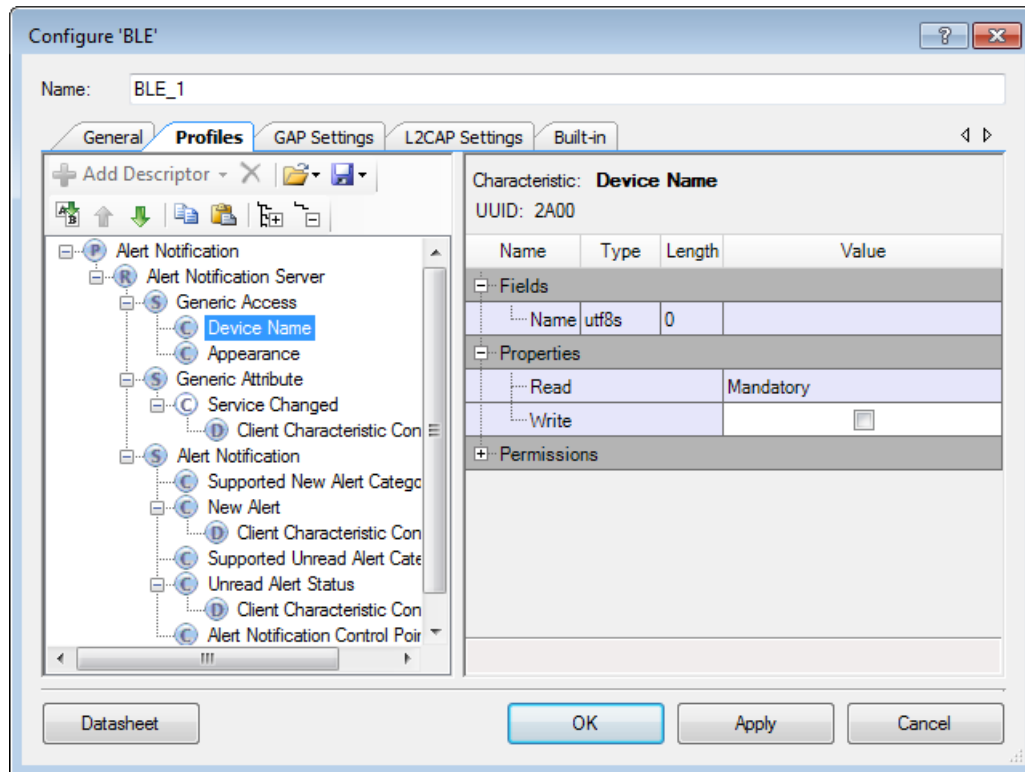 Configure 'BLE'
Name: BLE_1
General Profiles GAP Settings L2CAP Settings Built-in
Add Descriptor
A B
P Alert Notification
R Alert Notification Server
S Generic Access
C Device Name
C Appearance
S Generic Attribute
C Service Changed
D Client Characteristic Con
S Alert Notification
C Supported New Alert Catego
C New Alert
D Client Characteristic Con
C Supported Unread Alert Cate
C Unread Alert Status
D Client Characteristic Con
C Alert Notification Control Poir
Characteristic: Device Name
UUID: 2A00
Name Type Length Value
Fields
Name utf8s 0
Properties
Read Mandatory
Write
Permissions
Datasheet OK Apply Cancel